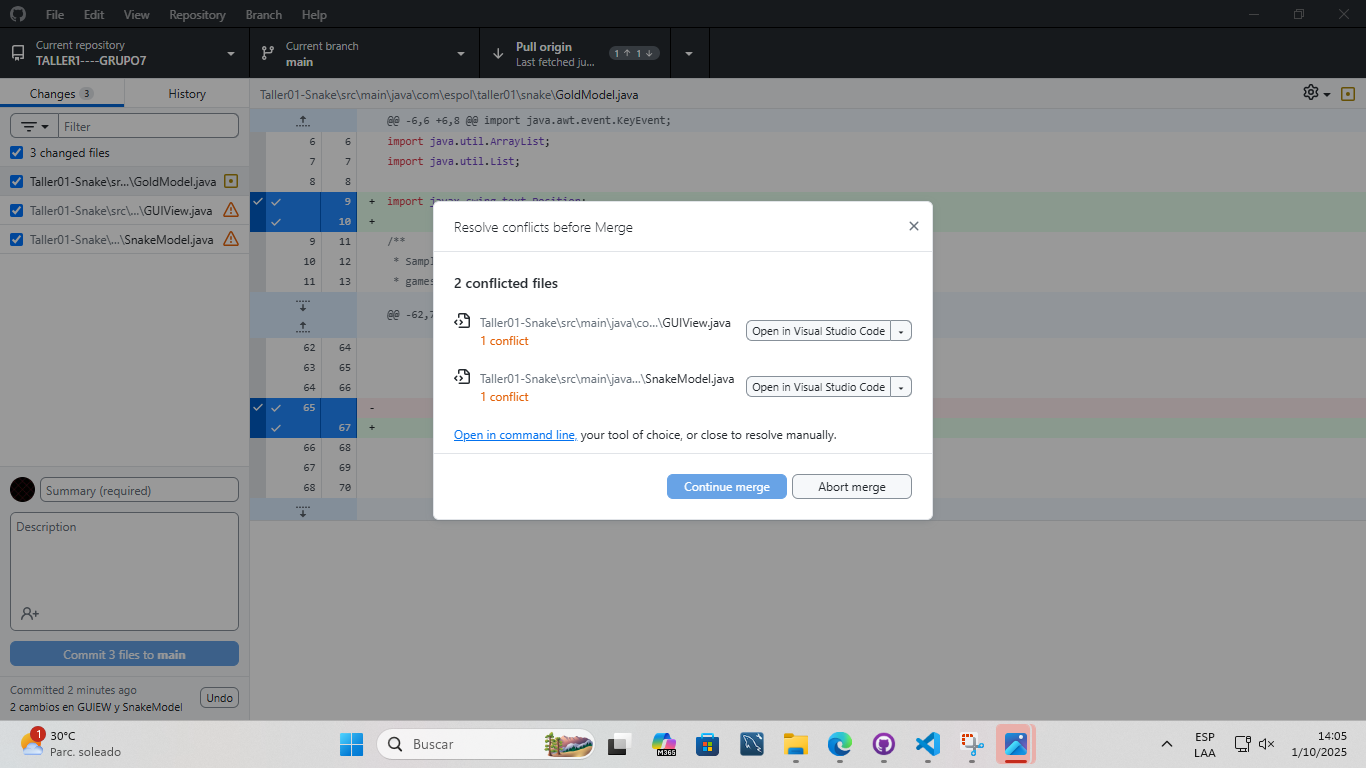 File Edit View Repository Branch Help
Current repository
TALLER1----GRUPO7
Current branch
main
Pull origin
Last fetched ju...
1 ↑ 1 ↓
Changes 3
History
Filter
3 changed files
Taller01-Snake\sr...\GoldModel.java
Taller01-Snake\src\...\GUIView.java
Taller01-Snake\...\SnakeModel.java
Summary (required)
Description
Commit 3 files to main
Committed 2 minutes ago
2 cambios en GUIEW y SnakeModel
Undo
Taller01-Snake\src\main\java\com\espol\taller01\snake\GoldModel.java
@@ -6,6 +6,8 @@ import java.awt.event.KeyEvent;
6 6 import java.util.ArrayList;
7 7 import java.util.List;
8 8
9 + import javax.swing.text.Position;
10 +
9 11 /**
10 12 * Sampl
11 13 * games
@@ -62,7
62 64
63 65
64 66
65 -
67 +
66 68
67 69
68 70
Resolve conflicts before Merge
2 conflicted files
Taller01-Snake\src\main\java\co...\GUIView.java
1 conflict
Open in Visual Studio Code
Taller01-Snake\src\main\java...\SnakeModel.java
1 conflict
Open in Visual Studio Code
Open in command line, your tool of choice, or close to resolve manually.
Continue merge
Abort merge
1
30°C
Parc. soleado
Buscar
M365
ESP
LAA
14:05
1/10/2025